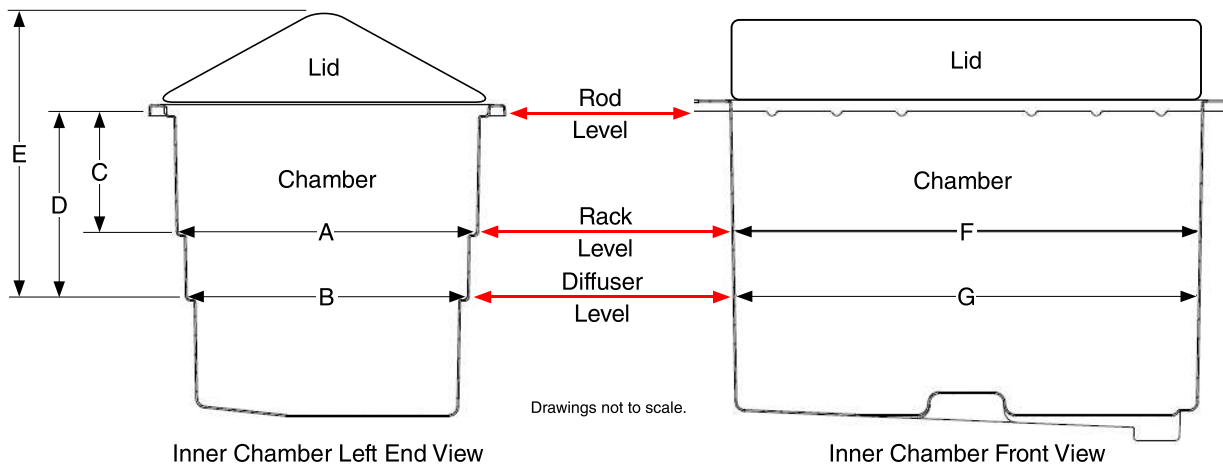 Lid
Lid
Rod
Level
E
C
D
Chamber
Chamber
A
Rack
Level
F
B
Diffuser
Level
G
Drawings not to scale.
Inner Chamber Left End View
Inner Chamber Front View